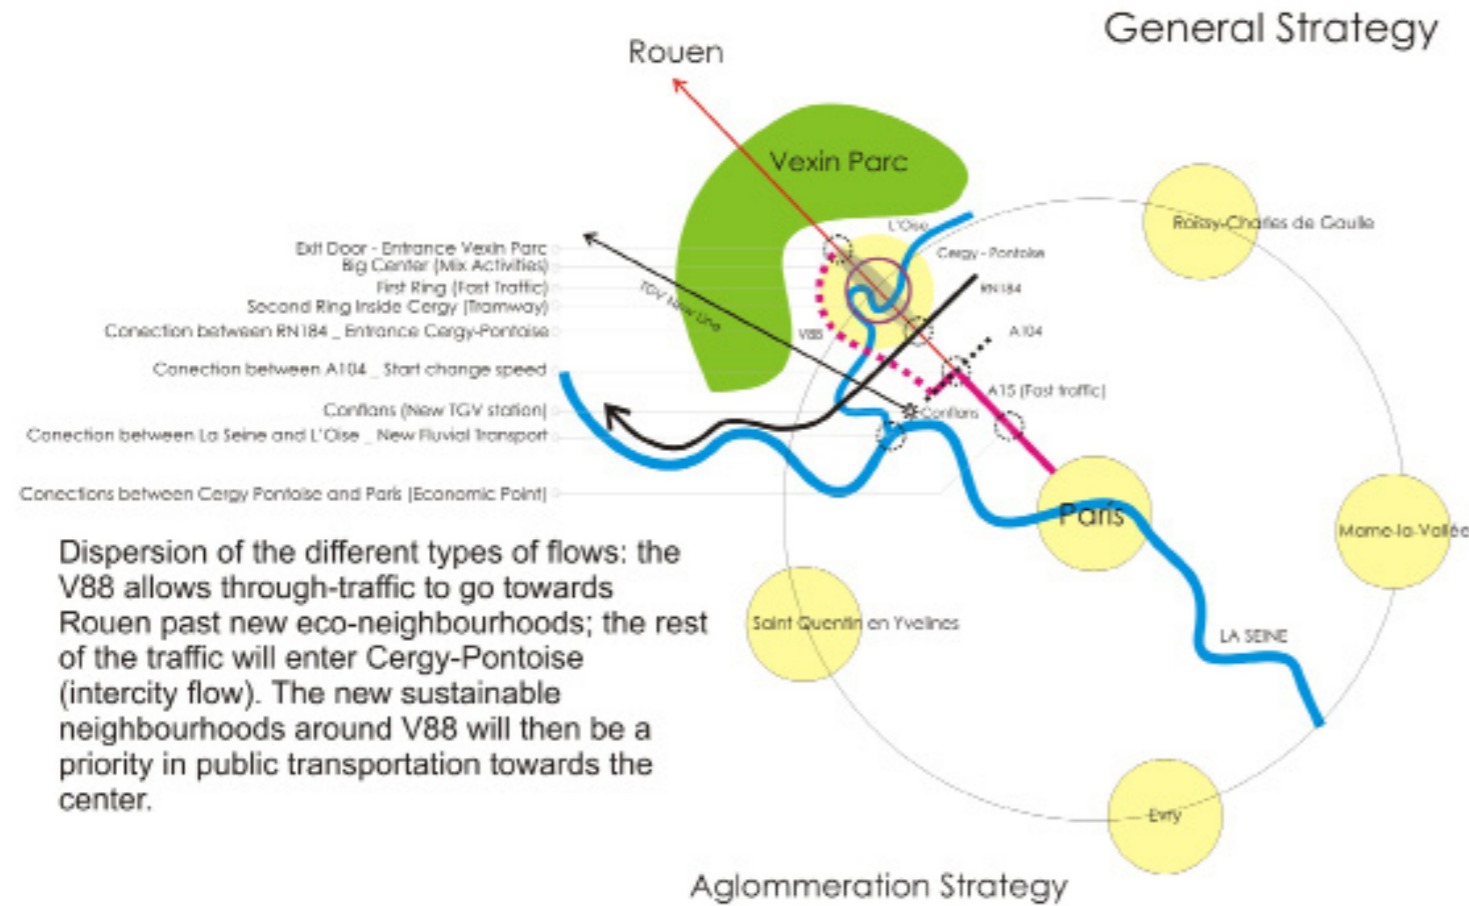 General Strategy
Rouen
Vexin Parc
Roissy-Charles de Gaulle
L'Oise
Exit Door - Entrance Vexin Parc
Cergy - Pontoise
Big Center (Mix Activities)
First Ring (Fast Traffic)
RN184
TGV New Line
Second Ring Inside Cergy (Tramway)
Conection between RN184 _ Entrance Cergy-Pontoise
V88
A104
Conection between A104 _ Start change speed
A15 (Fast traffic)
Conflans (New TGV station)
Conflans
Conection between La Seine and L'Oise _ New Fluvial Transport
Conections between Cergy Pontoise and Paris (Economic Point)
Paris
Marne-la-Vallée
Dispersion of the different types of flows: the
V88 allows through-traffic to go towards
Rouen past new eco-neighbourhoods; the rest
of the traffic will enter Cergy-Pontoise
(intercity flow). The new sustainable
neighbourhoods around V88 will then be a
priority in public transportation towards the
center.
Saint Quentin en Yvelines
LA SEINE
Evry
Aglommeration Strategy